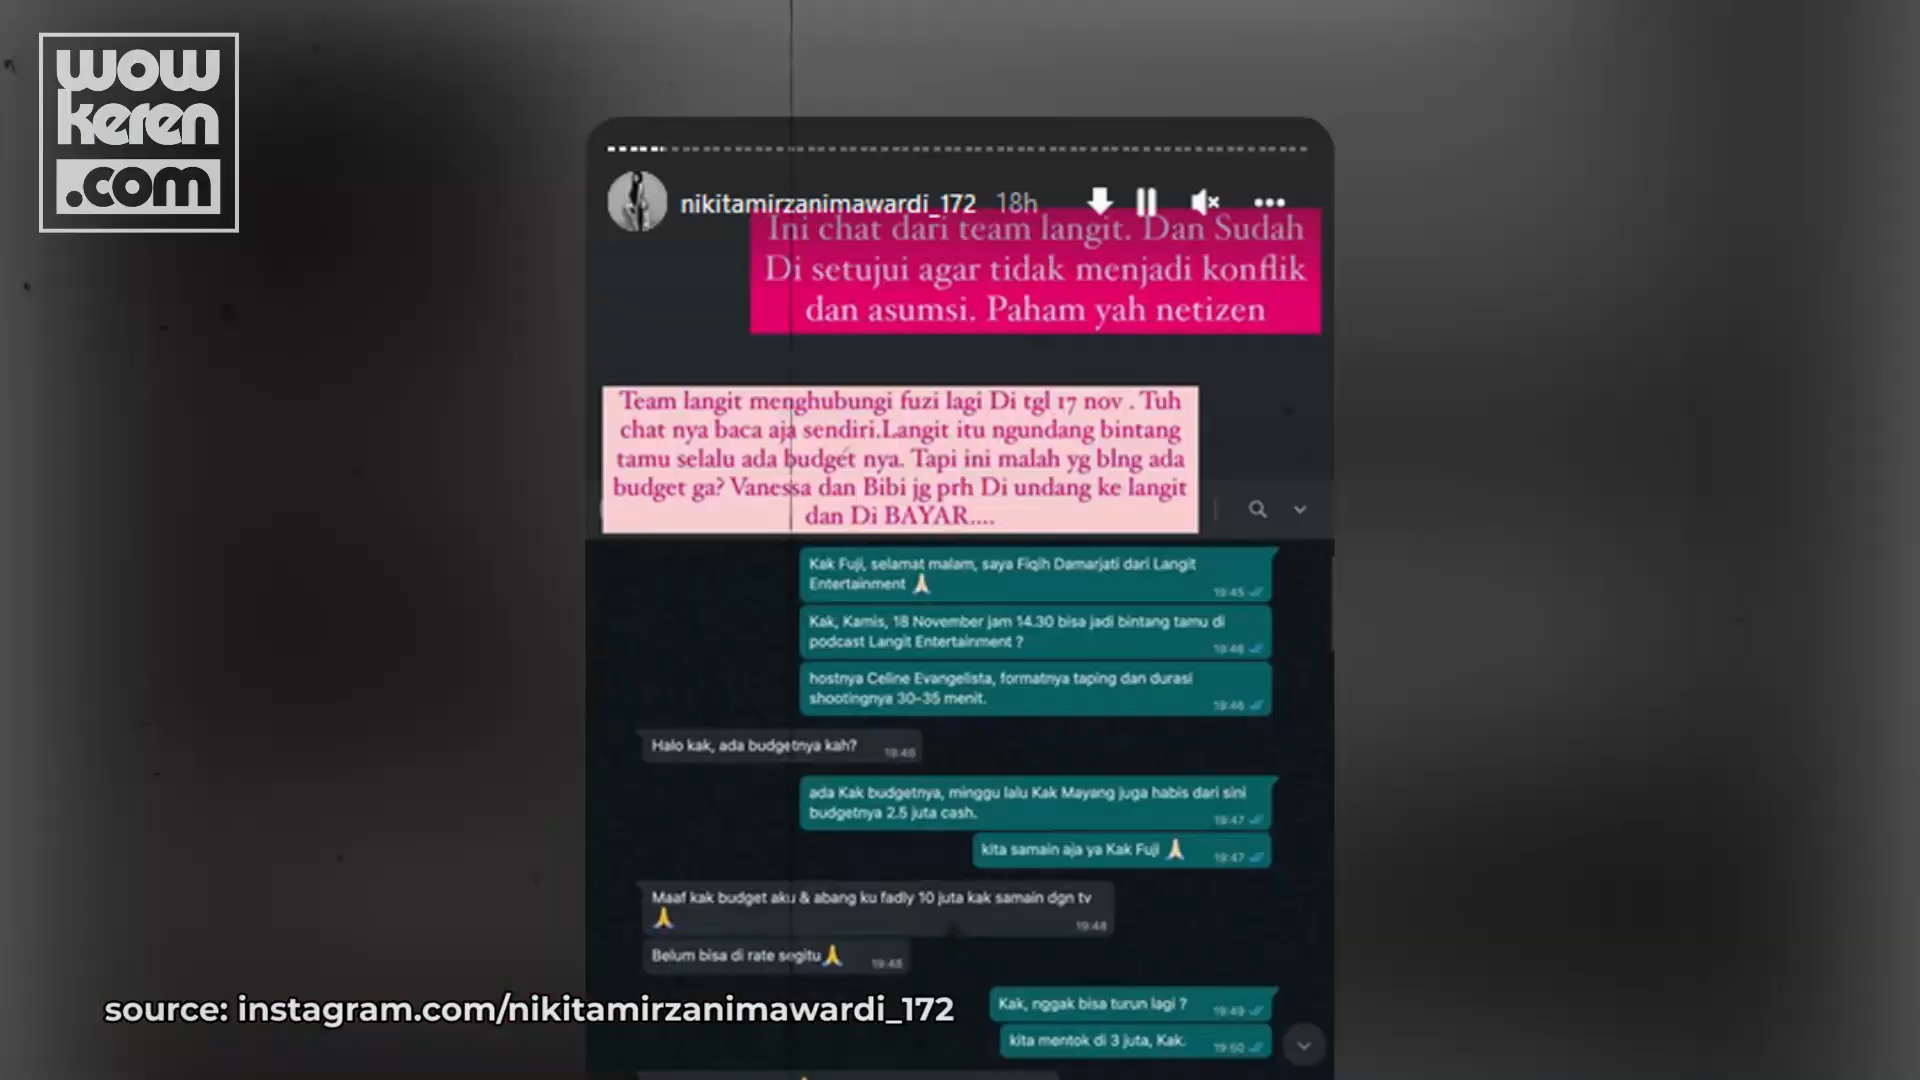 wow
keren
.com
nikitamirzanimawardi_172 18h
Ini chat dari team langit. Dan Sudah
Di setujui agar tidak menjadi konflik
dan asumsi. Paham yah netizen
Team langit menghubungi fuzi lagi Di tgl 17 nov . Tuh
chat nya baca aja sendiri.Langit itu ngundang bintang
tamu selalu ada budget nya. Tapi ini malah yg blng ada
budget ga? Vanessa dan Bibi jg prh Di undang ke langit
dan Di BAYAR....
Kak Fuji, selamat malam, saya Fiqih Damarjati dari Langit
Entertainment 🙏🏻
19:45
Kak, Kamis, 18 November jam 14.30 bisa jadi bintang tamu di
podcast Langit Entertainment ?
19:46
hostnya Celine Evangelista, formatnya taping dan durasi
shootingnya 30-35 menit.
19:46
Halo kak, ada budgetnya kah? 19:46
ada Kak budgetnya, minggu lalu Kak Mayang juga habis dari sini
budgetnya 2.5 juta cash.
19:47
kita samain aja ya Kak Fuji 🙏🏻 19:47
Maaf kak budget aku & abang ku fadly 10 juta kak samain dgn tv
🙏
19:48
Belum bisa di rate segitu🙏 19:48
Kak, nggak bisa turun lagi ? 19:49
kita mentok di 3 juta, Kak. 19:50
source: instagram.com/nikitamirzanimawardi_172